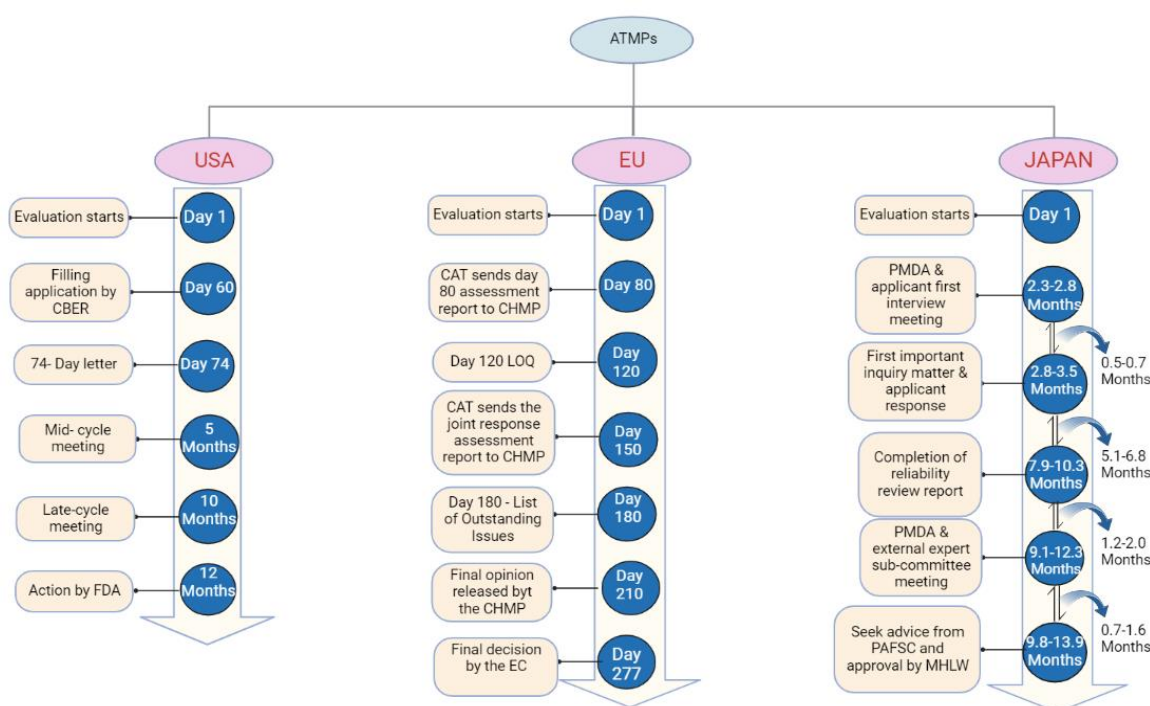 ATMPs
USA
Evaluation starts
Day 1
Filling
application by
CBER
Day 60
74- Day letter
Day 74
Mid- cycle
meeting
5
Months
Late-cycle
meeting
10
Months
Action by FDA
12
Months
EU
Evaluation starts
Day 1
CAT sends day
80 assessment
report to CHMP
Day 80
Day 120 LOQ
Day
120
CAT sends the
joint response
assessment
report to CHMP
Day
150
Day 180 - List
of Outstanding
Issues
Day
180
Final opinion
released byt
the CHMP
Day
210
Final decision
by the EC
Day
277
JAPAN
Evaluation
starts
Day 1
PMDA &
applicant first
interview
meeting
2.3-2.8
Months
0.5-0.7
Months
First important
inquiry matter &
applicant
response
2.8-3.5
Months
5.1-6.8
Months
Completion of
reliability
review report
7.9-10.3
Months
1.2-2.0
Months
PMDA &
external expert
sub-committee
meeting
9.1-12.3
Months
0.7-1.6
Months
Seek advice from
PAFSC and
approval by MHLW
9.8-13.9
Months